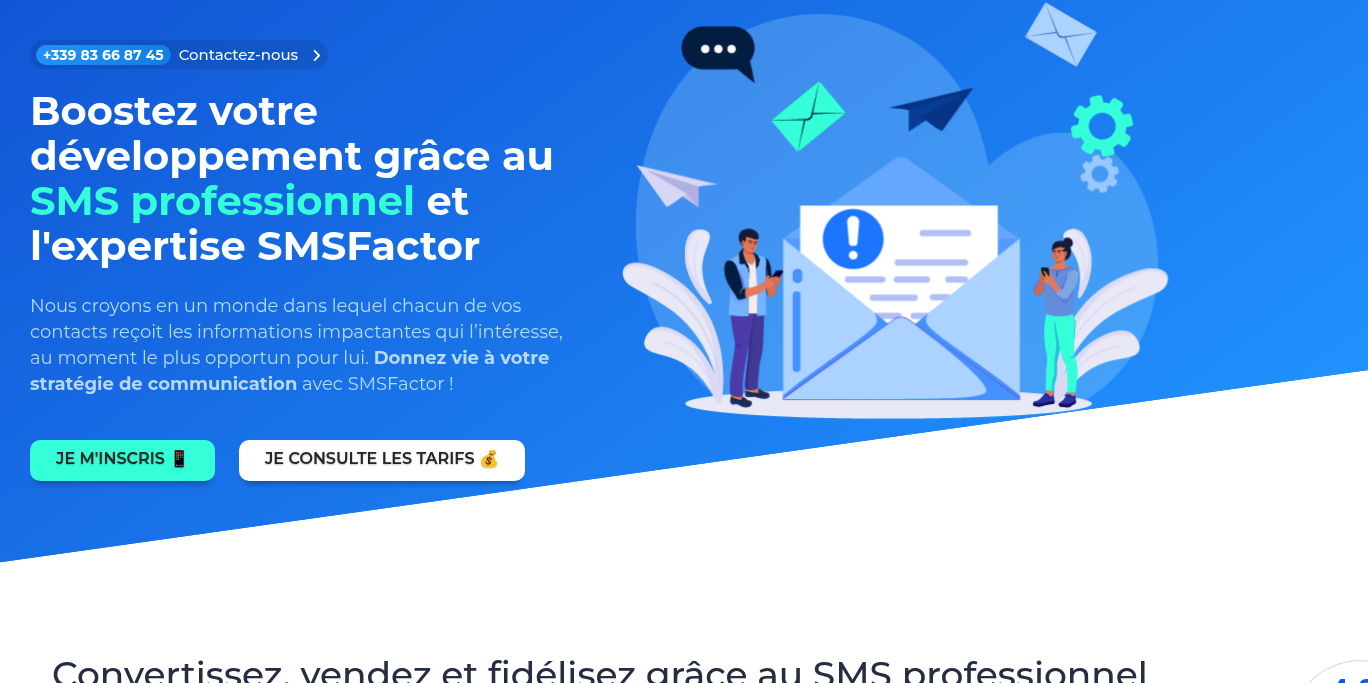 +339 83 66 87 45 Contactez-nous
Boostez votre
développement grâce au
SMS professionnel et
l'expertise SMSFactor
Nous croyons en un monde dans lequel chacun de vos
contacts reçoit les informations impactantes qui l’intéresse,
au moment le plus opportun pour lui. Donnez vie à votre
stratégie de communication avec SMSFactor !
JE M'INSCRIS 📱 JE CONSULTE LES TARIFS 💰
Convertissez, vendez et fidélisez grâce au SMS professionnel